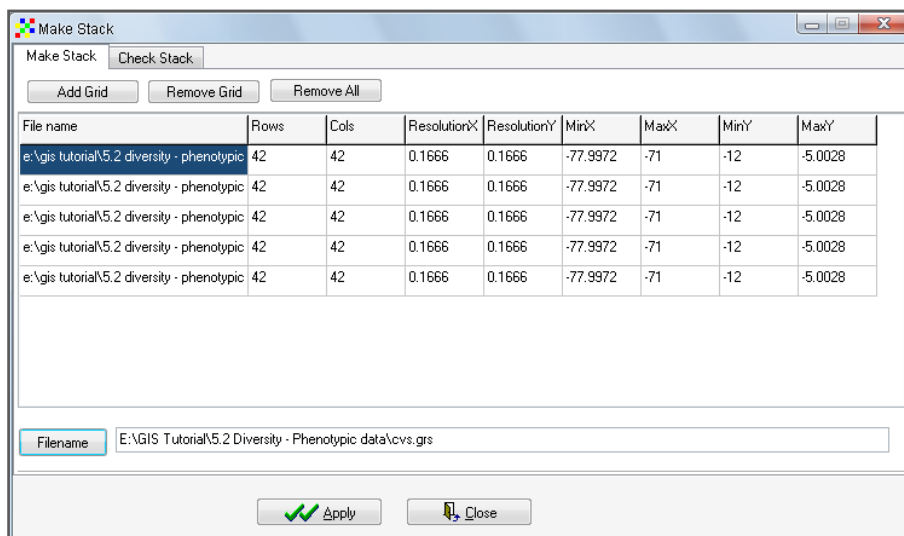 Make Stack
Make Stack Check Stack
Add Grid Remove Grid Remove All
File name Rows Cols ResolutionX ResolutionY MinX MaxX MinY MaxY
e:\gis tutorial\5.2 diversity - phenotypic 42 42 0.1666 0.1666 -77.9972 -71 -12 -5.0028
e:\gis tutorial\5.2 diversity - phenotypic 42 42 0.1666 0.1666 -77.9972 -71 -12 -5.0028
e:\gis tutorial\5.2 diversity - phenotypic 42 42 0.1666 0.1666 -77.9972 -71 -12 -5.0028
e:\gis tutorial\5.2 diversity - phenotypic 42 42 0.1666 0.1666 -77.9972 -71 -12 -5.0028
e:\gis tutorial\5.2 diversity - phenotypic 42 42 0.1666 0.1666 -77.9972 -71 -12 -5.0028
Filename E:\GIS Tutorial\5.2 Diversity - Phenotypic data\cvs.grs
Apply Close